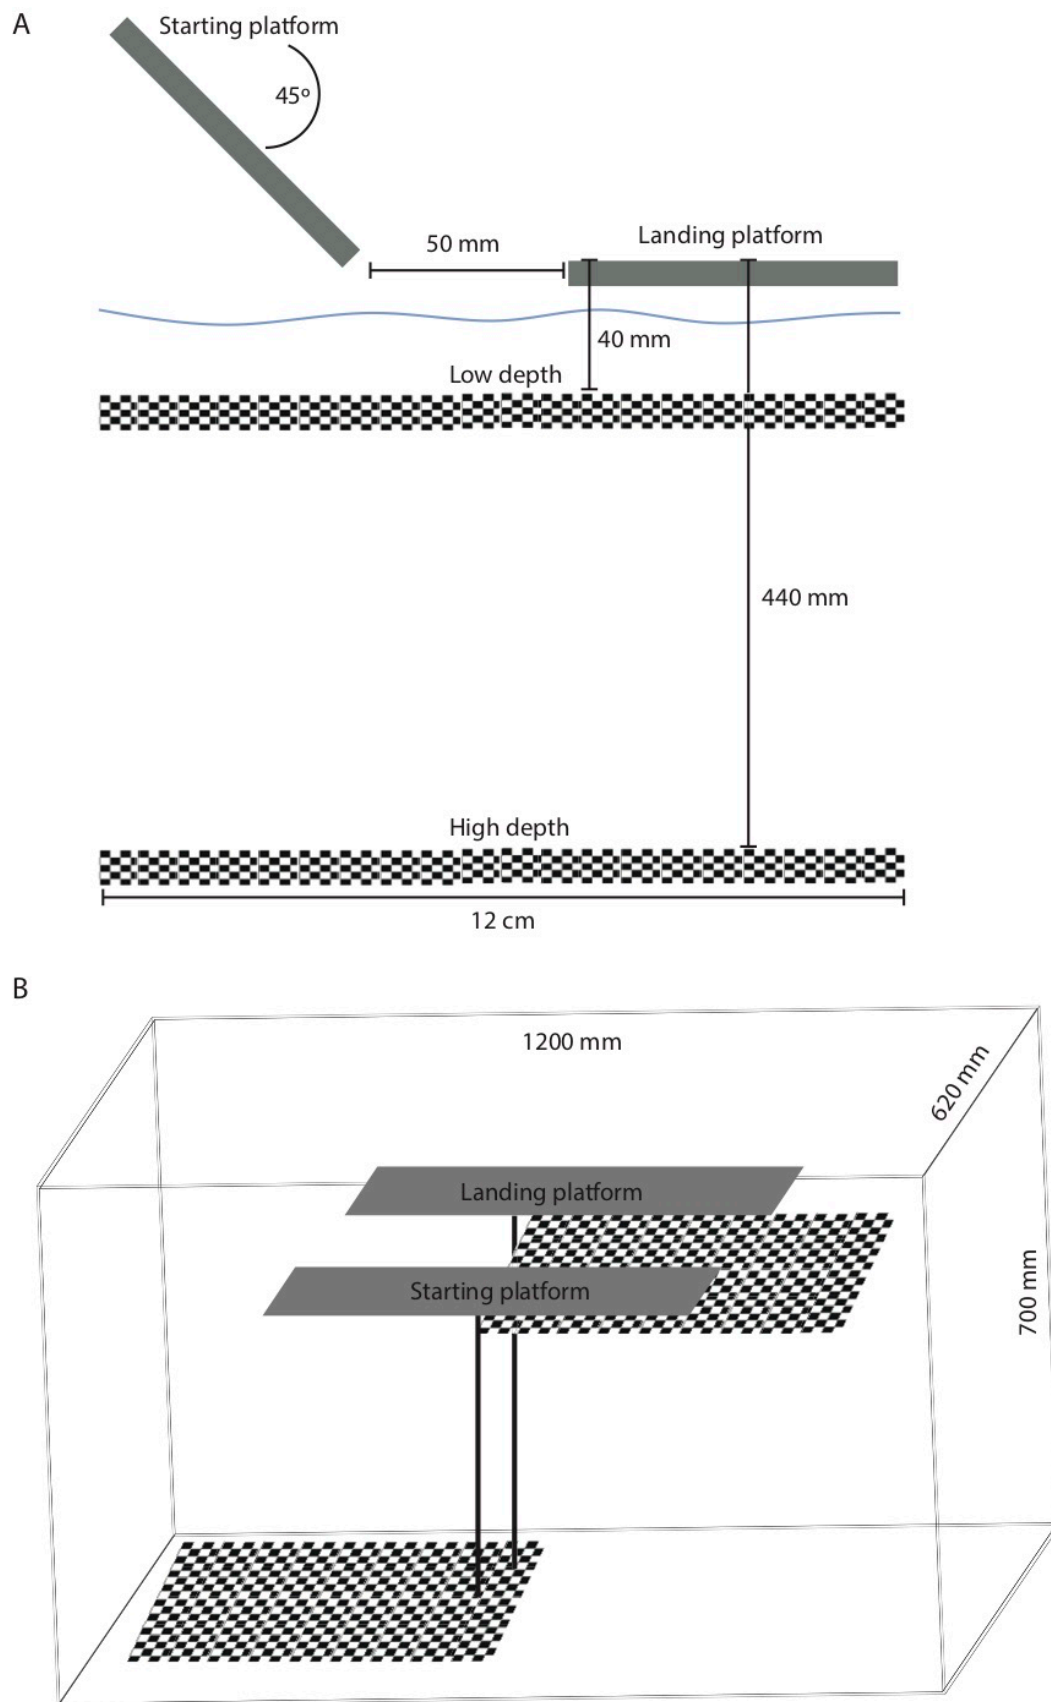 A
Starting platform
45º
50 mm
Landing platform
40 mm
Low depth
440 mm
High depth
12 cm
B
1200 mm
620 mm
Landing platform
Starting platform
700 mm